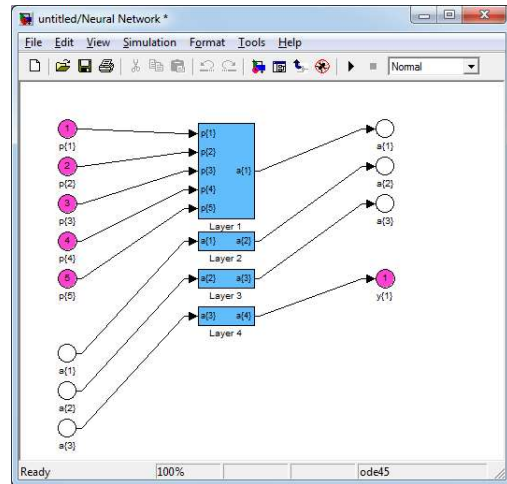 untitled/Neural Network *
File Edit View Simulation Format Tools Help
Normal
1
p{1}
2
p{2}
3
p{3}
4
p{4}
5
p{5}
p{1}
p{2}
p{3} a{1}
p{4}
p{5}
Layer 1
a{1} a{2}
Layer 2
a{2} a{3}
Layer 3
a{3} a{4}
Layer 4
a{1}
a{2}
a{3}
1
y{1}
a{1}
a{2}
a{3}
Ready 100% ode45